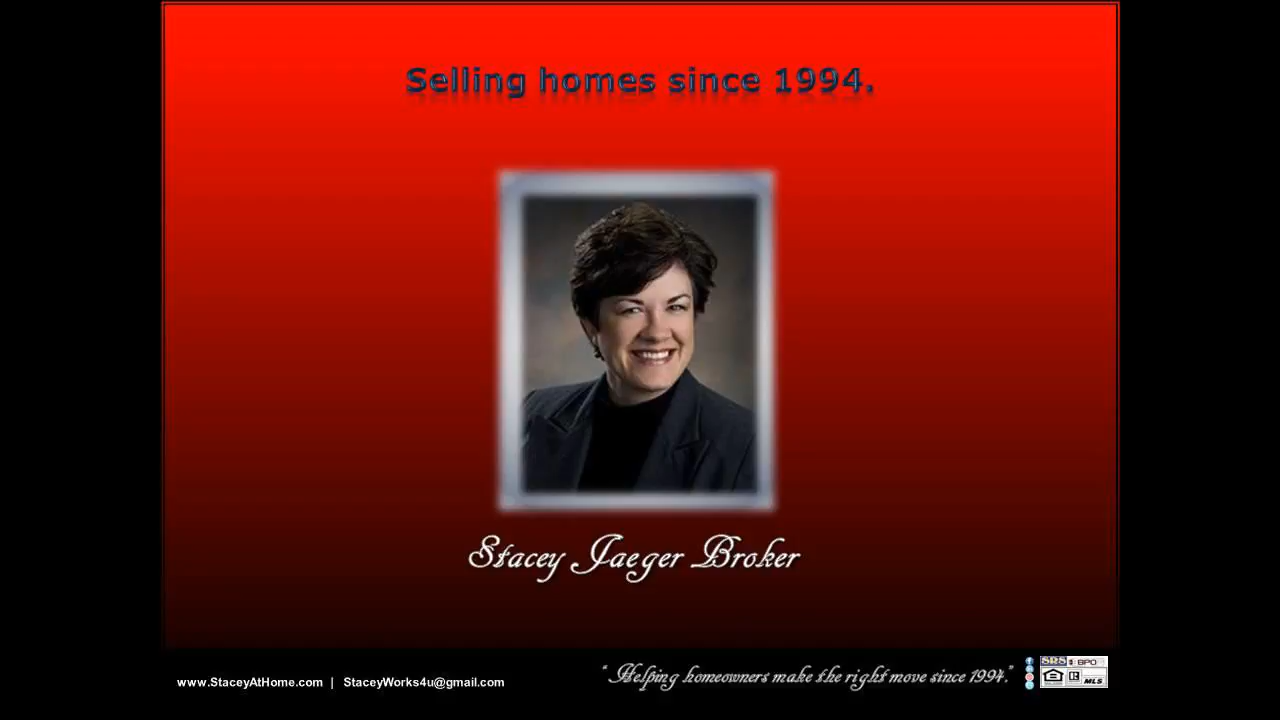 Selling homes since 1994.
Stacey Jaeger Broker
www.StaceyAtHome.com | StaceyWorks4u@gmail.com
“ Helping homeowners make the right move since 1994.”
SRS BPO
R MLS